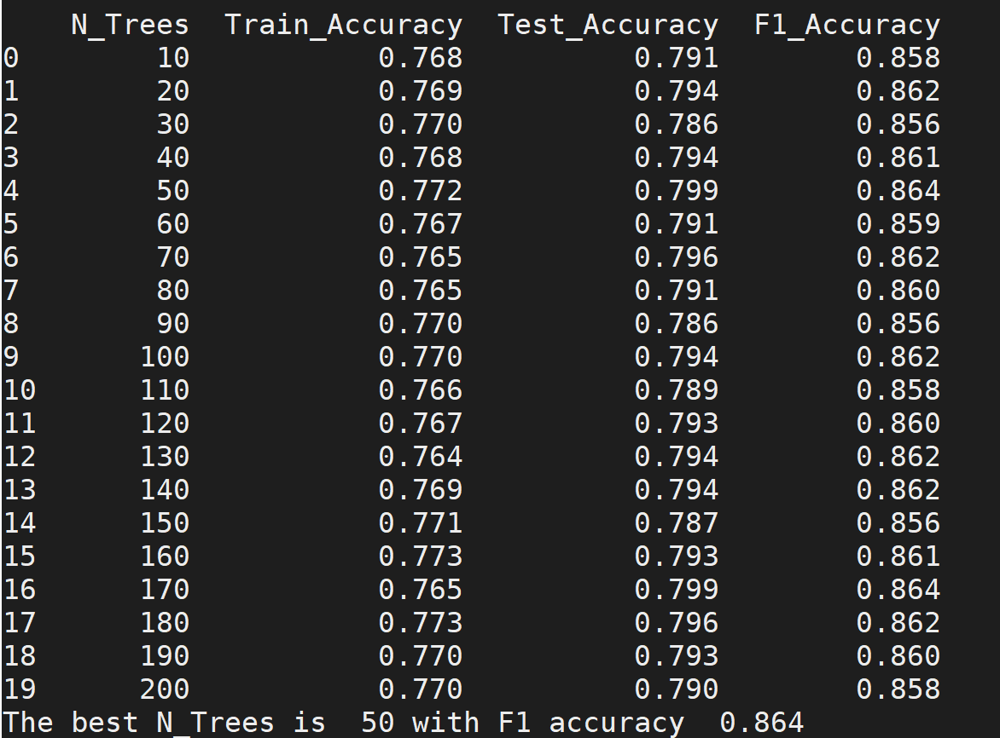 N_Trees Train_Accuracy Test_Accuracy F1_Accuracy
0 10 0.768 0.791 0.858
1 20 0.769 0.794 0.862
2 30 0.770 0.786 0.856
3 40 0.768 0.794 0.861
4 50 0.772 0.799 0.864
5 60 0.767 0.791 0.859
6 70 0.765 0.796 0.862
7 80 0.765 0.791 0.860
8 90 0.770 0.786 0.856
9 100 0.770 0.794 0.862
10 110 0.766 0.789 0.858
11 120 0.767 0.793 0.860
12 130 0.764 0.794 0.862
13 140 0.769 0.794 0.862
14 150 0.771 0.787 0.856
15 160 0.773 0.793 0.861
16 170 0.765 0.799 0.864
17 180 0.773 0.796 0.862
18 190 0.770 0.793 0.860
19 200 0.770 0.790 0.858
The best N_Trees is  50 with F1 accuracy  0.864